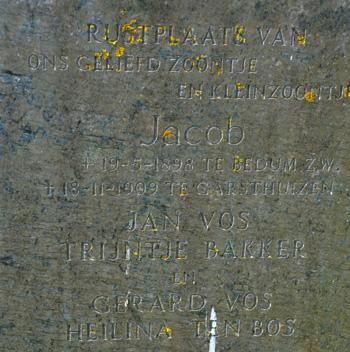 RUSTPLAATS VAN
ONS GELIEFD ZOONTJE
EN KLEINZOONTJE
Jacob
+ 19-5-1898 TE BEDUM Z.W.
+ 18-11-1909 TE GARSTHUIZEN
JAN VOS
TRIJNTJE BAKKER
EN
GERARD VOS
HEILINA TEN BOS